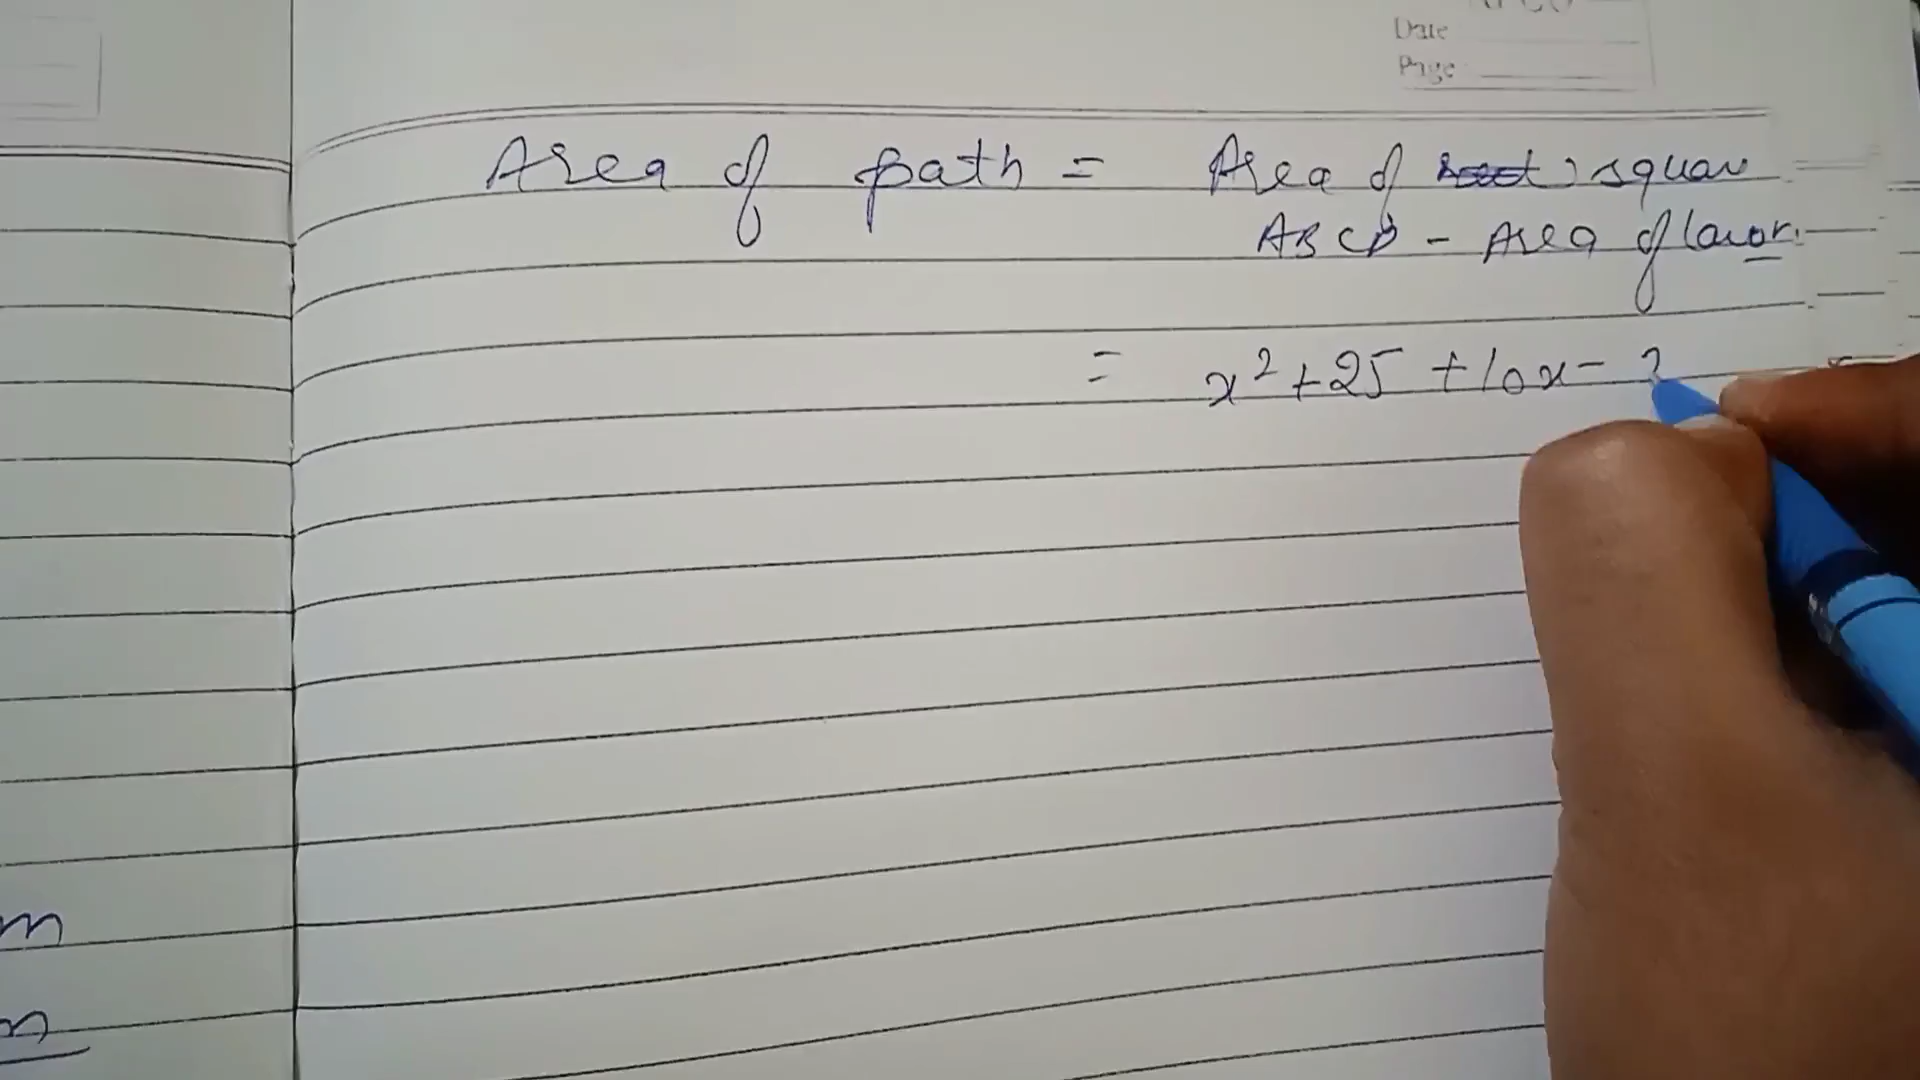 Date
Page
Area of path = Area of square
ABCD - Area of lawn.
= x² + 25 + 10x -
m
m